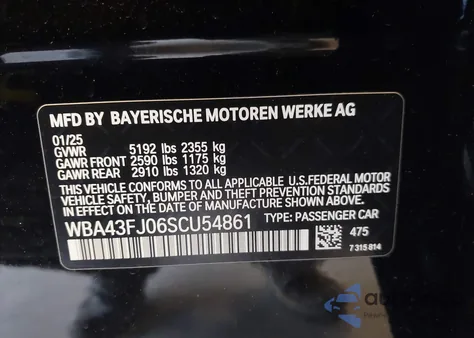 MFD BY BAYERISCHE MOTOREN WERKE AG
01/25
GVWR 5192 lbs 2355 kg
GAWR FRONT 2590 lbs 1175 kg
GAWR REAR 2910 lbs 1320 kg
THIS VEHICLE CONFORMS TO ALL APPLICABLE U.S. FEDERAL MOTOR
VEHICLE SAFETY, BUMPER AND THEFT PREVENTION STANDARDS
IN EFFECT ON THE DATE OF MANUFACTURE SHOWN ABOVE.
WBA43FJ06SCU54861 TYPE: PASSENGER CAR
475
7 315 814